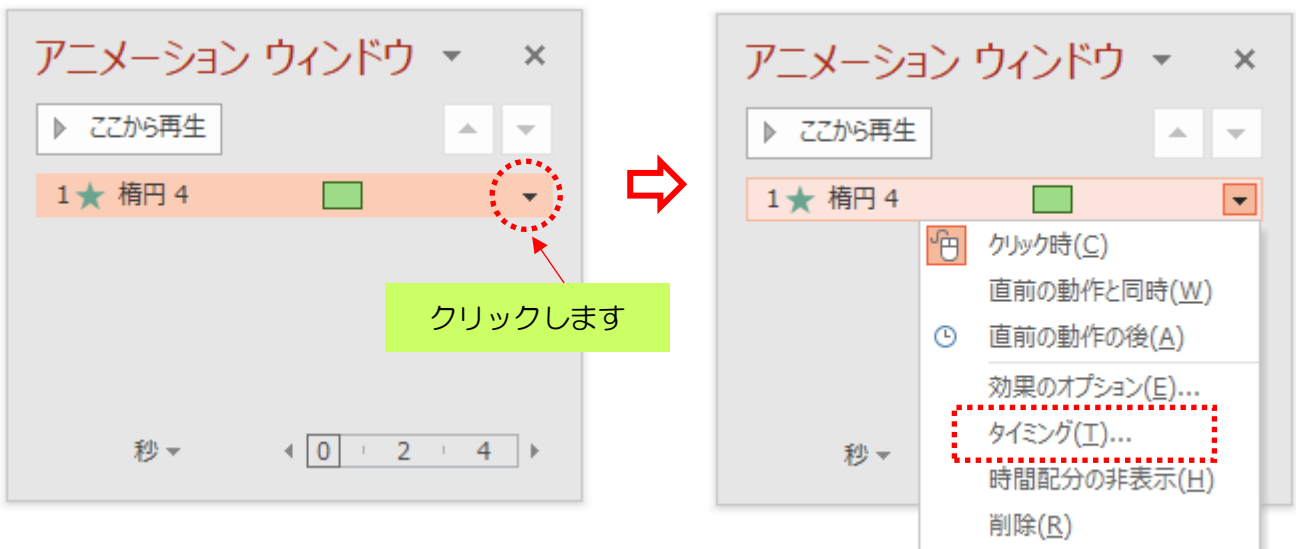 アニメーション ウィンドウ
ここから再生
1 楕円 4
クリックします
秒 0 2 4
アニメーション ウィンドウ
ここから再生
1 楕円 4
クリック時(C)
直前の動作と同時(W)
直前の動作の後(A)
効果のオプション(E)...
タイミング(T)...
秒
時間配分の非表示(H)
削除(R)